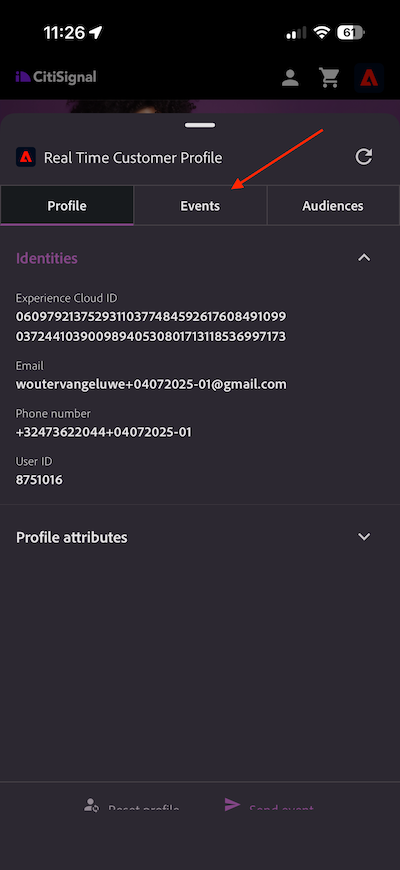 11:26
61
CitiSignal
Real Time Customer Profile
Profile
Events
Audiences
Identities
Experience Cloud ID
06097921375293110377484592617608491099
03724410390098940530801713118536997173
Email
woutervangeluwe+04072025-01@gmail.com
Phone number
+32473622044+04072025-01
User ID
8751016
Profile attributes
Reset profile
Send event